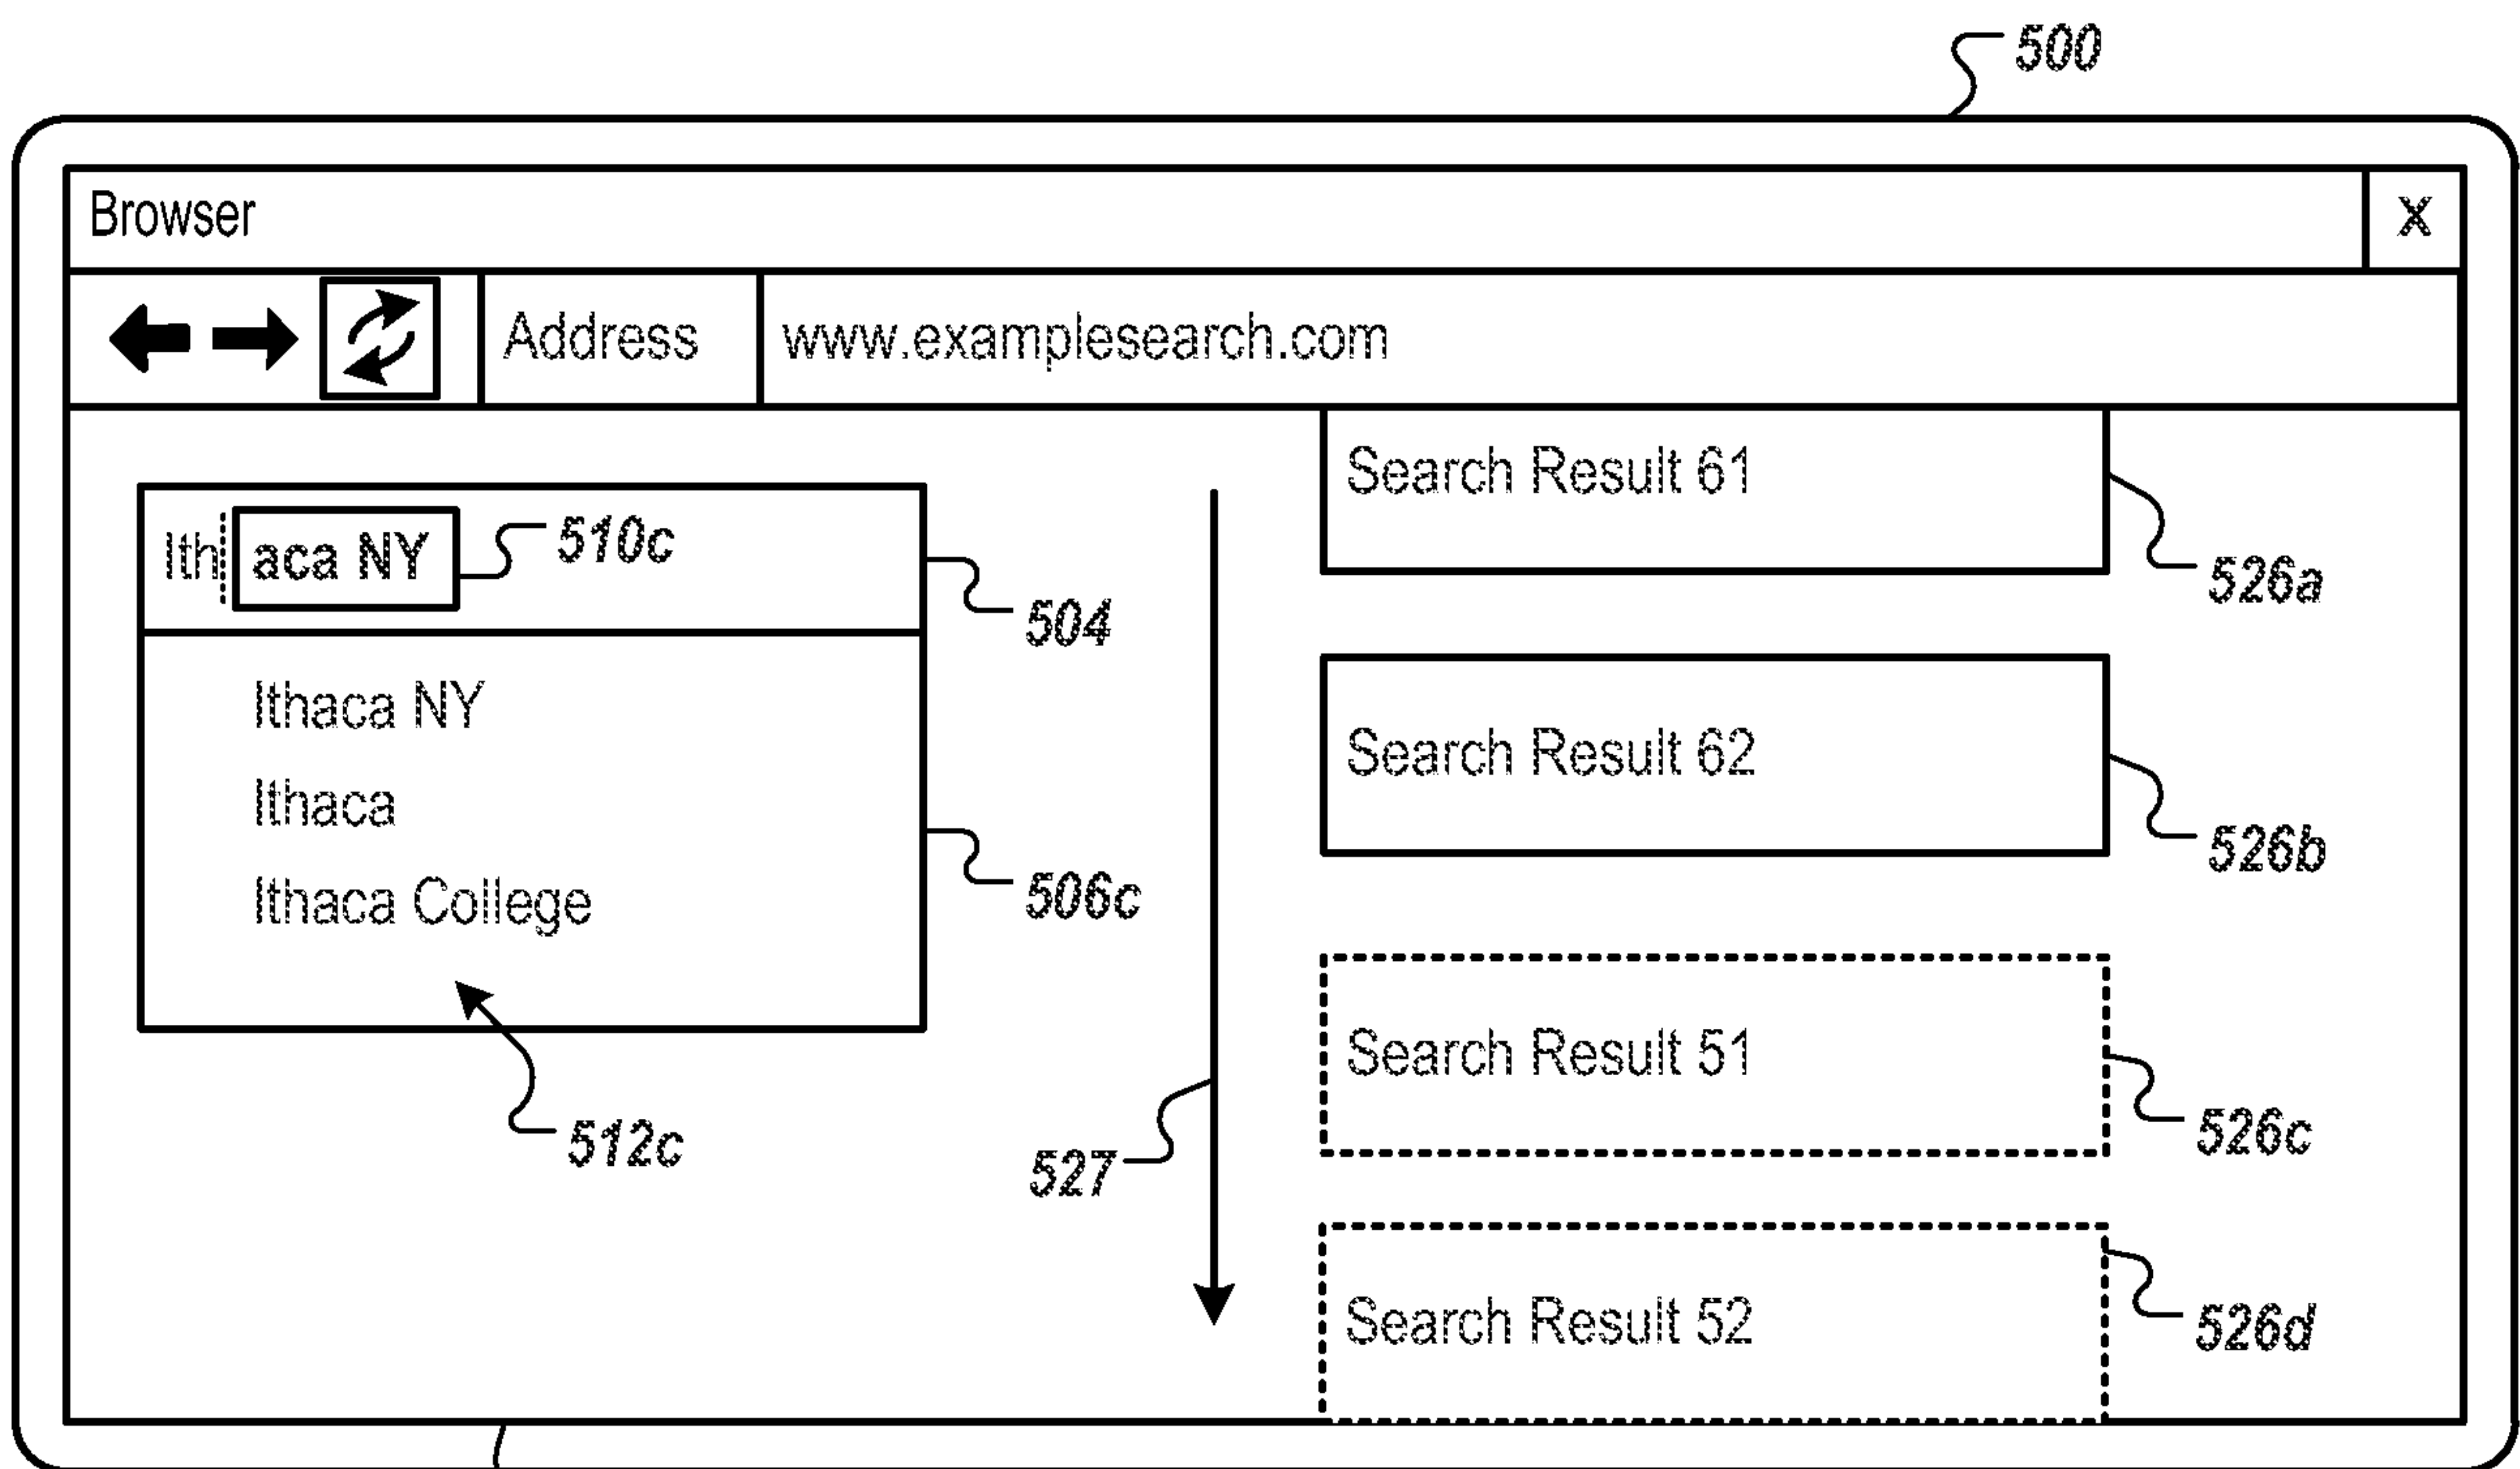 500
Browser X
Address www.examplesearch.com
Ith aca NY 510c
504
Ithaca NY
Ithaca
Ithaca College
506c
512c
527
Search Result 61
526a
Search Result 62
526b
Search Result 51
526c
Search Result 52
526d